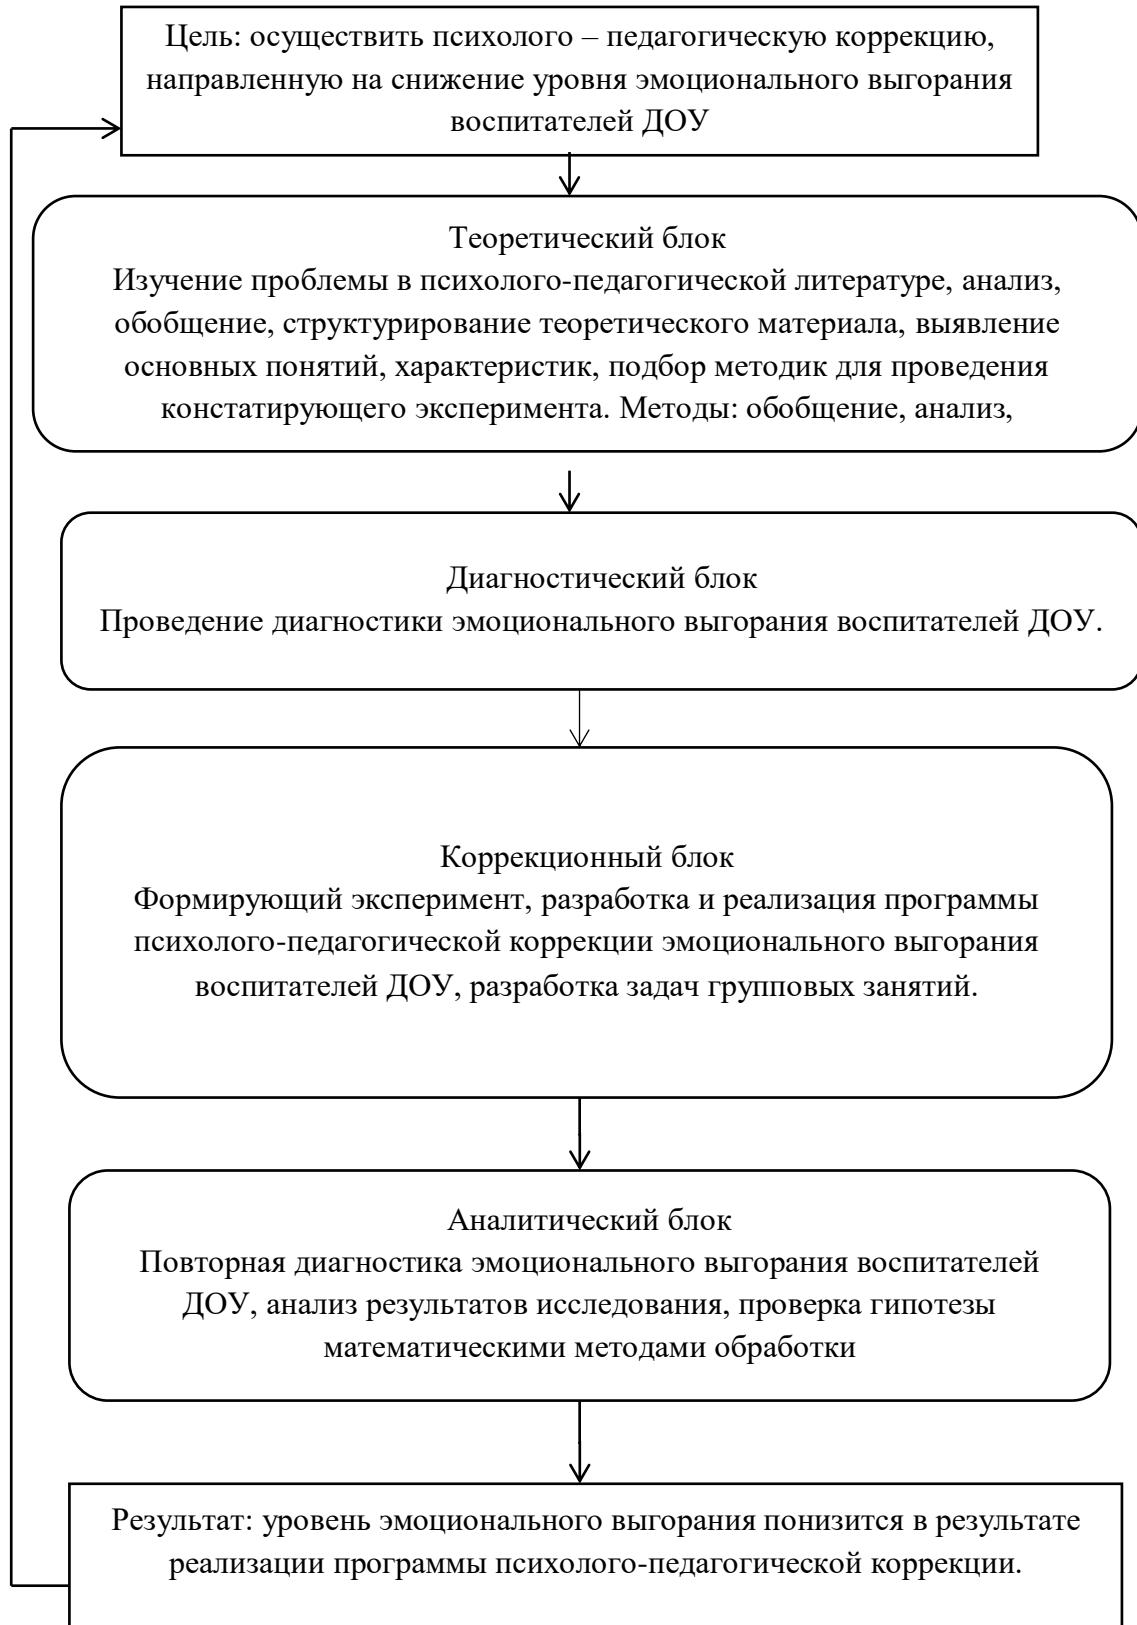 Цель: осуществить психолого – педагогическую коррекцию,
направленную на снижение уровня эмоционального выгорания
воспитателей ДОУ
Теоретический блок
Изучение проблемы в психолого-педагогической литературе, анализ,
обобщение, структурирование теоретического материала, выявление
основных понятий, характеристик, подбор методик для проведения
констатирующего эксперимента. Методы: обобщение, анализ,
Диагностический блок
Проведение диагностики эмоционального выгорания воспитателей ДОУ.
Коррекционный блок
Формирующий эксперимент, разработка и реализация программы
психолого-педагогической коррекции эмоционального выгорания
воспитателей ДОУ, разработка задач групповых занятий.
Аналитический блок
Повторная диагностика эмоционального выгорания воспитателей
ДОУ, анализ результатов исследования, проверка гипотезы
математическими методами обработки
Результат: уровень эмоционального выгорания понизится в результате
реализации программы психолого-педагогической коррекции.